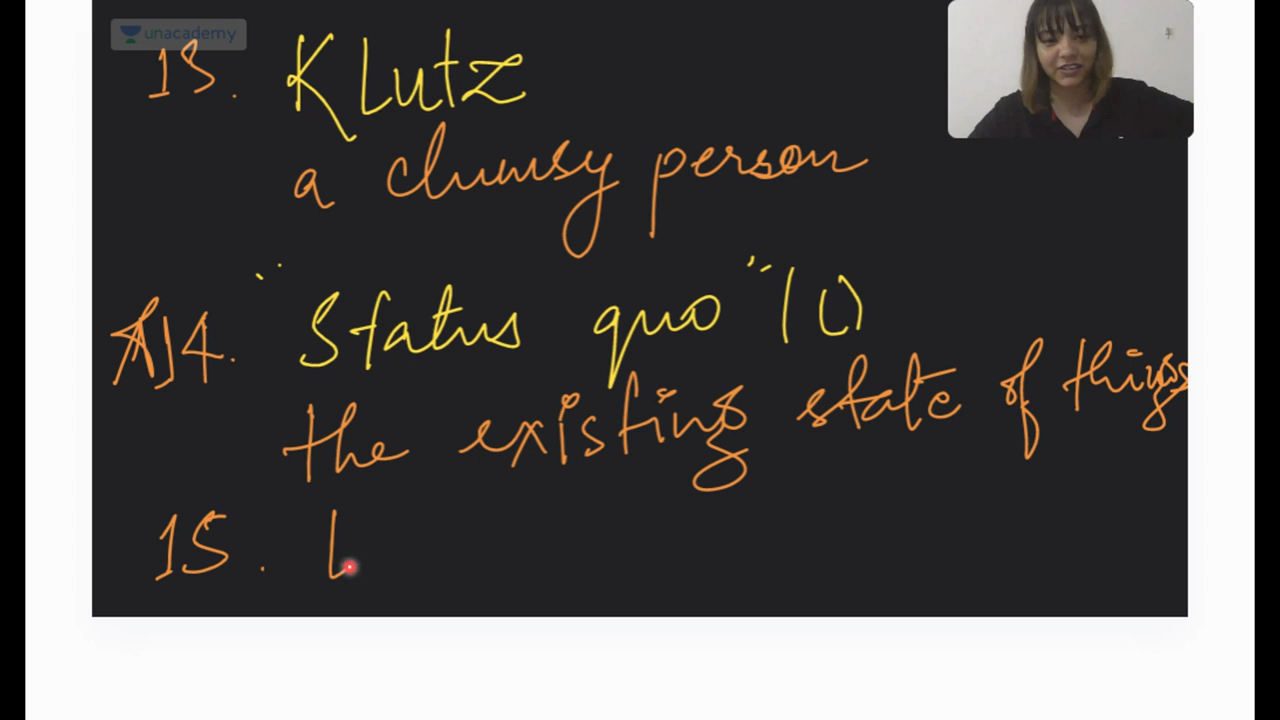 unacademy
13. Klutz
a clumsy person
14. "Status quo" 
the existing state of things
15. L